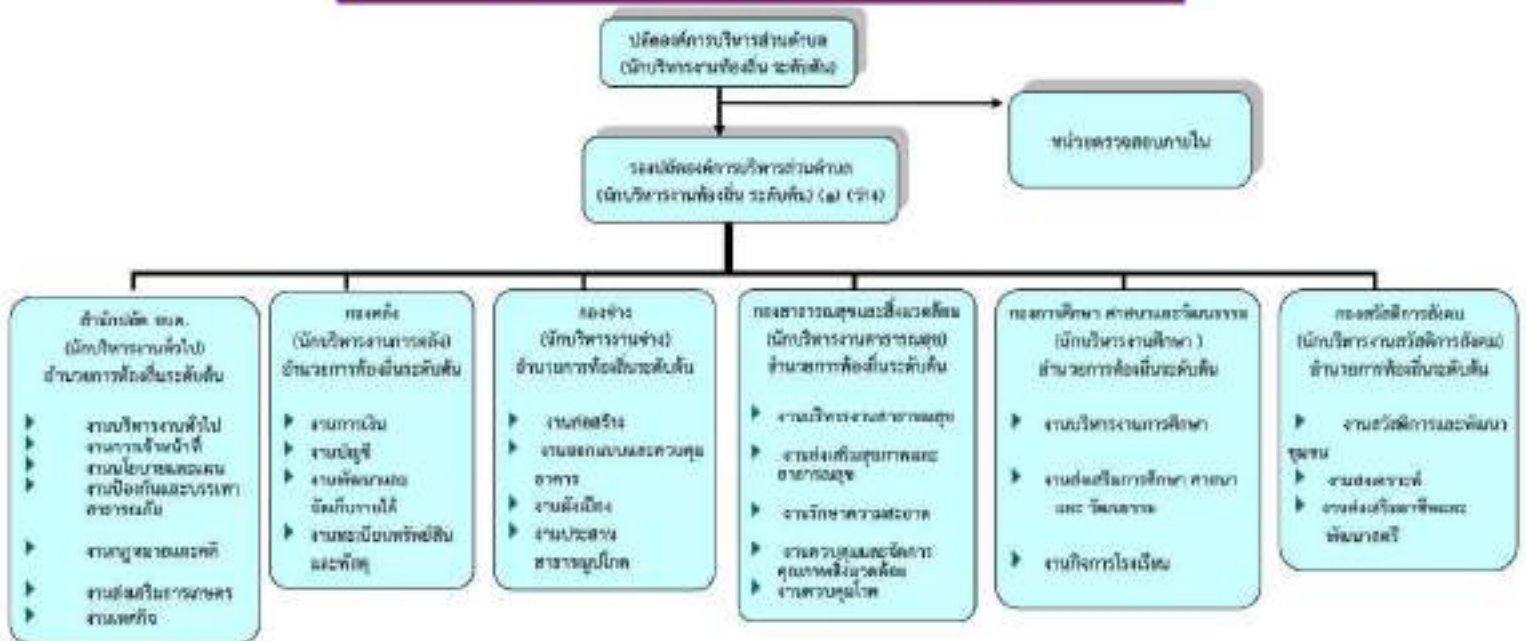 ปลัดองค์การบริหารส่วนตำบล
(นักบริหารงานท้องถิ่น ระดับต้น)
หน่วยตรวจสอบภายใน
รองปลัดองค์การบริหารส่วนตำบล
(นักบริหารงานท้องถิ่น ระดับต้น) (๑) (ว่าง)
สำนักปลัด อบต.
(นักบริหารงานทั่วไป)
อำนวยการท้องถิ่นระดับต้น
งานบริหารงานทั่วไป
งานการเจ้าหน้าที่
งานนโยบายและแผน
งานป้องกันและบรรเทา
สาธารณภัย
งานกฎหมายและคดี
งานส่งเสริมการเกษตร
งานเทศกิจ
กองคลัง
(นักบริหารงานการคลัง)
อำนวยการท้องถิ่นระดับต้น
งานการเงิน
งานบัญชี
งานพัฒนาและ
จัดเก็บรายได้
งานทะเบียนทรัพย์สิน
และพัสดุ
กองช่าง
(นักบริหารงานช่าง)
อำนวยการท้องถิ่นระดับต้น
งานก่อสร้าง
งานออกแบบและควบคุม
อาคาร
งานผังเมือง
งานประสาน
สาธารณูปโภค
กองสาธารณสุขและสิ่งแวดล้อม
(นักบริหารงานสาธารณสุข)
อำนวยการท้องถิ่นระดับต้น
งานบริหารงานสาธารณสุข
งานส่งเสริมสุขภาพและ
สาธารณสุข
งานรักษาความสะอาด
งานควบคุมและจัดการ
คุณภาพสิ่งแวดล้อม
งานควบคุมโรค
กองการศึกษา ศาสนาและวัฒนธรรม
(นักบริหารงานศึกษา )
อำนวยการท้องถิ่นระดับต้น
งานบริหารงานการศึกษา
งานส่งเสริมการศึกษา ศาสนา
และ วัฒนธรรม
งานกิจการโรงเรียน
กองสวัสดิการสังคม
(นักบริหารงานสวัสดิการสังคม)
อำนวยการท้องถิ่นระดับต้น
งานสวัสดิการและพัฒนา
ชุมชน
งานสังเคราะห์
งานส่งเสริมอาชีพและ
พัฒนาสตรี